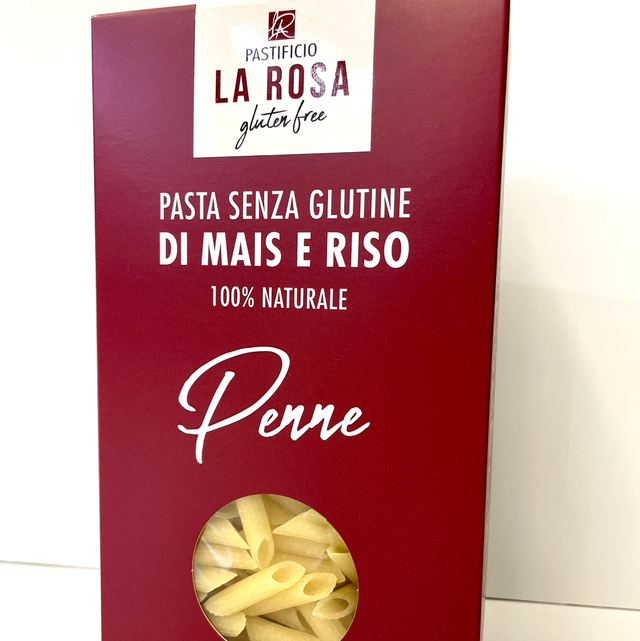 PASTIFICIO
LA ROSA
gluten free
PASTA SENZA GLUTINE
DI MAIS E RISO
100% NATURALE
Penne